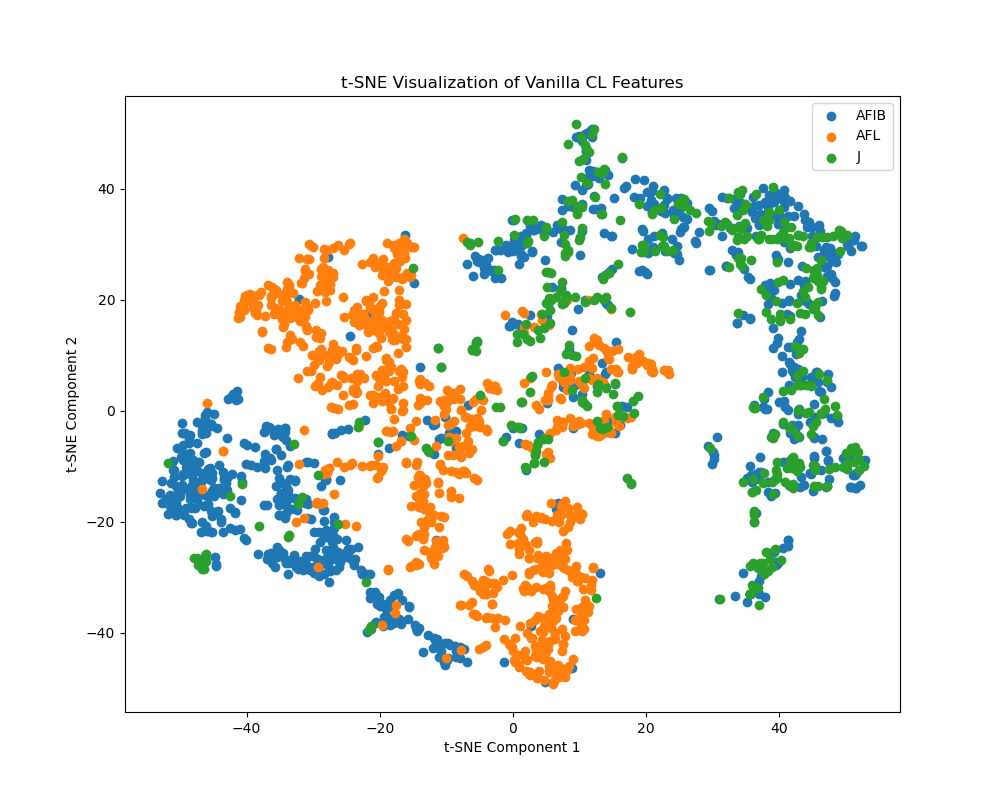 t-SNE Visualization of Vanilla CL Features
AFIB
AFL
J
40
20
0
−20
−40
t-SNE Component 2
−40
−20
0
20
40
t-SNE Component 1